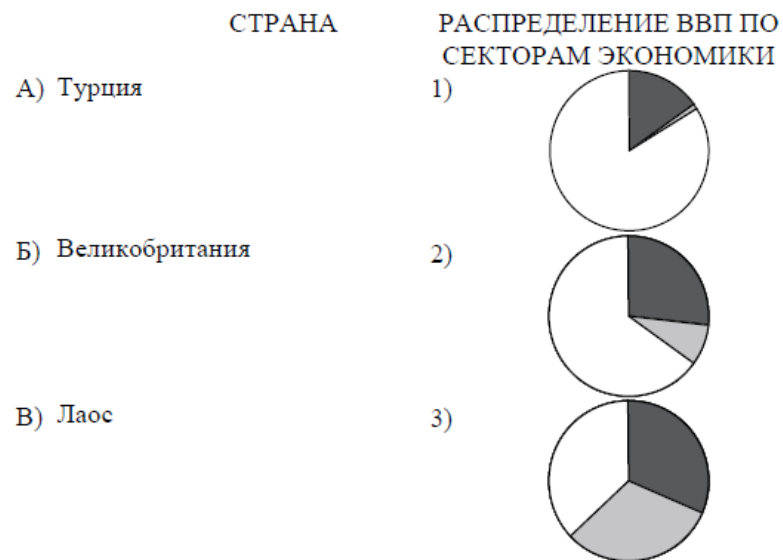 СТРАНА
РАСПРЕДЕЛЕНИЕ ВВП ПО
СЕКТОРАМ ЭКОНОМИКИ
А) Турция
1)
Б) Великобритания
2)
В) Лаос
3)